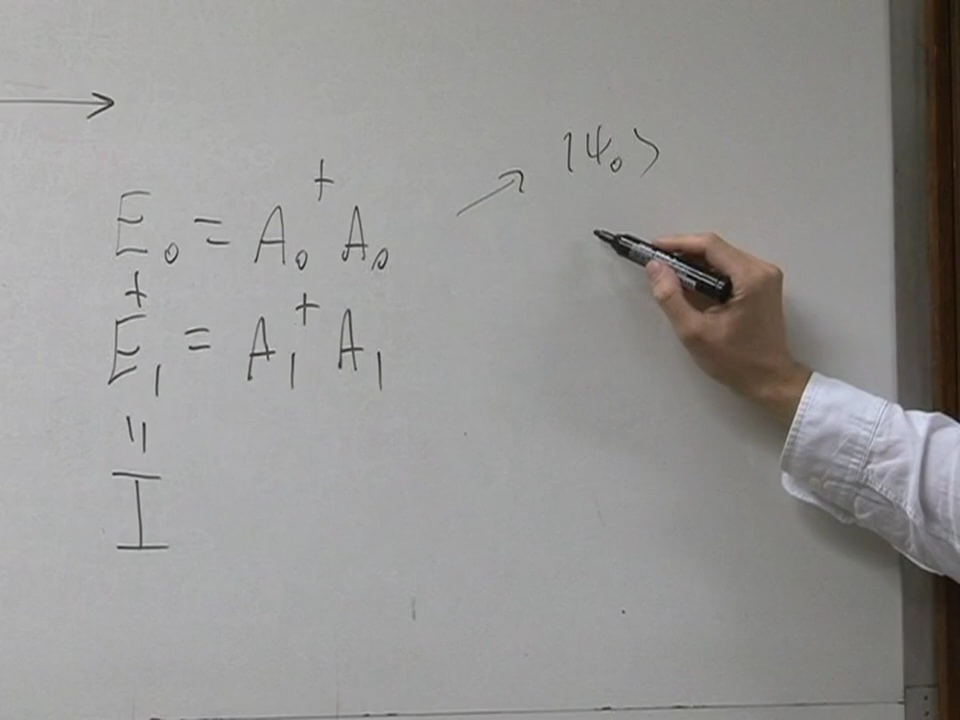 |ψ₀⟩
E₀ = A₀† A₀
+
E₁ = A₁† A₁
=
I